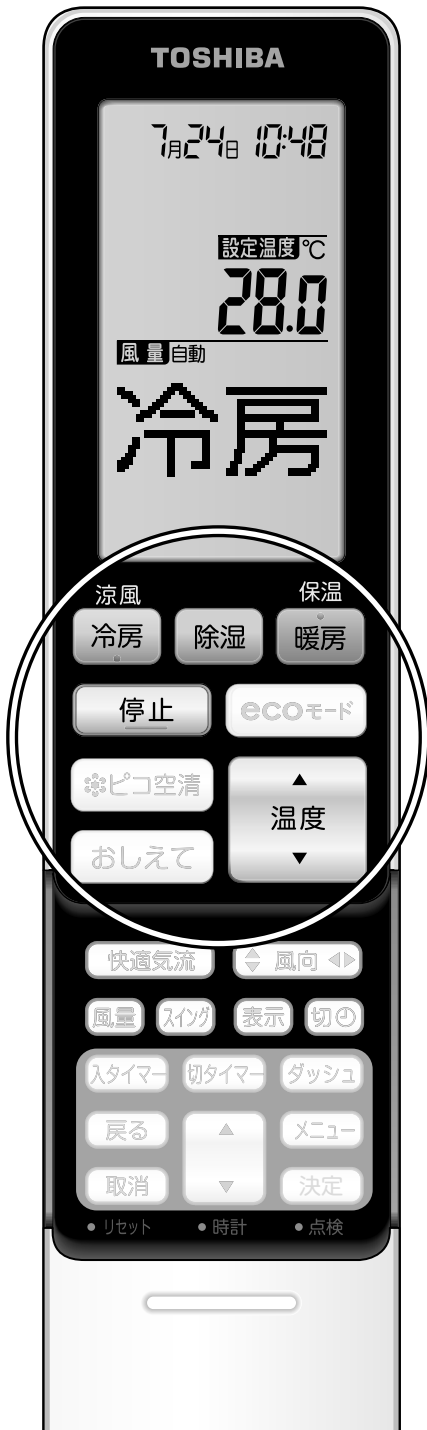 TOSHIBA
7月24日 10:48
設定温度 ℃
28.0
風量 自動
冷房
涼風 保温
冷房 除湿 暖房
停止 ecoモード
ピコ空清 ▲
温度
おしえて ▼
快適気流 風向
風量 スイング 表示 切
入タイマー 切タイマー ダッシュ
戻る ▲ メニュー
取消 ▼ 決定
• リセット • 時計 • 点検